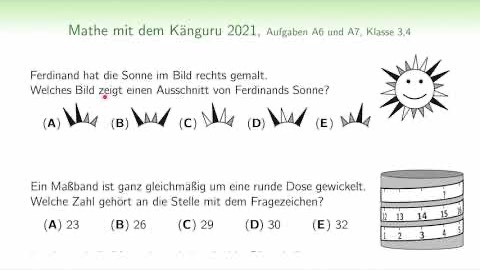 Mathe mit dem Känguru 2021, Aufgaben A6 und A7, Klasse 3,4
Ferdinand hat die Sonne im Bild rechts gemalt.
Welches Bild zeigt einen Ausschnitt von Ferdinands Sonne?
(A) (B) (C) (D) (E)
Ein Maßband ist ganz gleichmäßig um eine runde Dose gewickelt.
Welche Zahl gehört an die Stelle mit dem Fragezeichen?
(A) 23 (B) 26 (C) 29 (D) 30 (E) 32
?
12 13 14 15 16
1 2 3 4 5